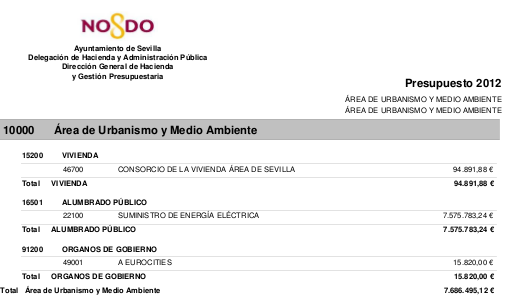 NO8DO
Ayuntamiento de Sevilla
Delegación de Hacienda y Administración Pública
Dirección General de Hacienda
y Gestión Presupuestaria
Presupuesto 2012
ÁREA DE URBANISMO Y MEDIO AMBIENTE
ÁREA DE URBANISMO Y MEDIO AMBIENTE
10000 Área de Urbanismo y Medio Ambiente
15200 VIVIENDA
46700 CONSORCIO DE LA VIVIENDA ÁREA DE SEVILLA 94.891,88 €
Total VIVIENDA 94.891,88 €
16501 ALUMBRADO PÚBLICO
22100 SUMINISTRO DE ENERGÍA ELÉCTRICA 7.575.783,24 €
Total ALUMBRADO PÚBLICO 7.575.783,24 €
91200 ORGANOS DE GOBIERNO
49001 A EUROCITIES 15.820,00 €
Total ORGANOS DE GOBIERNO 15.820,00 €
Total Área de Urbanismo y Medio Ambiente 7.686.495,12 €